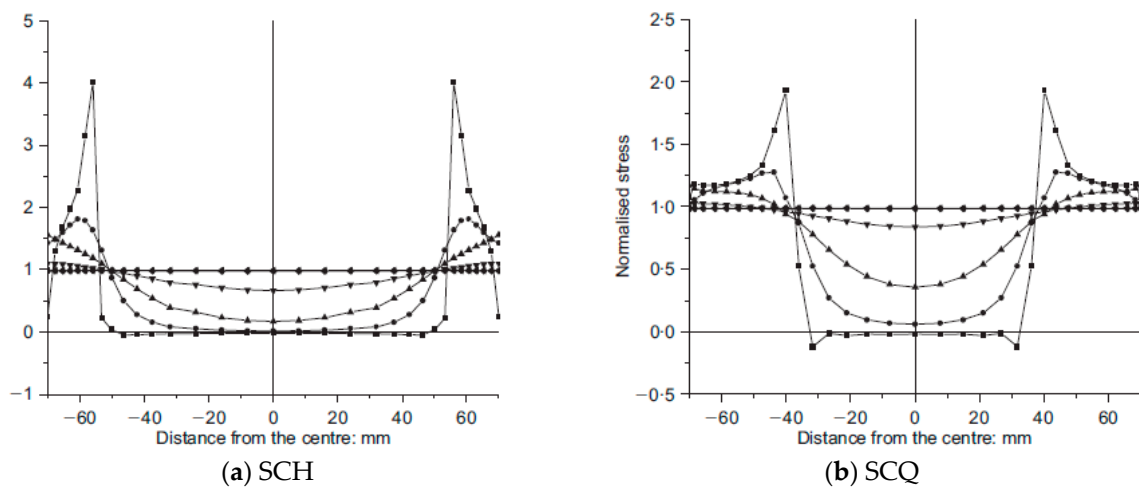 5
4
3
2
1
0
−1
−60 −40 −20 0 20 40 60
Distance from the centre: mm
(a) SCH
Normalised stress
2·5
2·0
1·5
1·0
0·5
0·0
−0·5
−60 −40 −20 0 20 40 60
Distance from the centre: mm
(b) SCQ